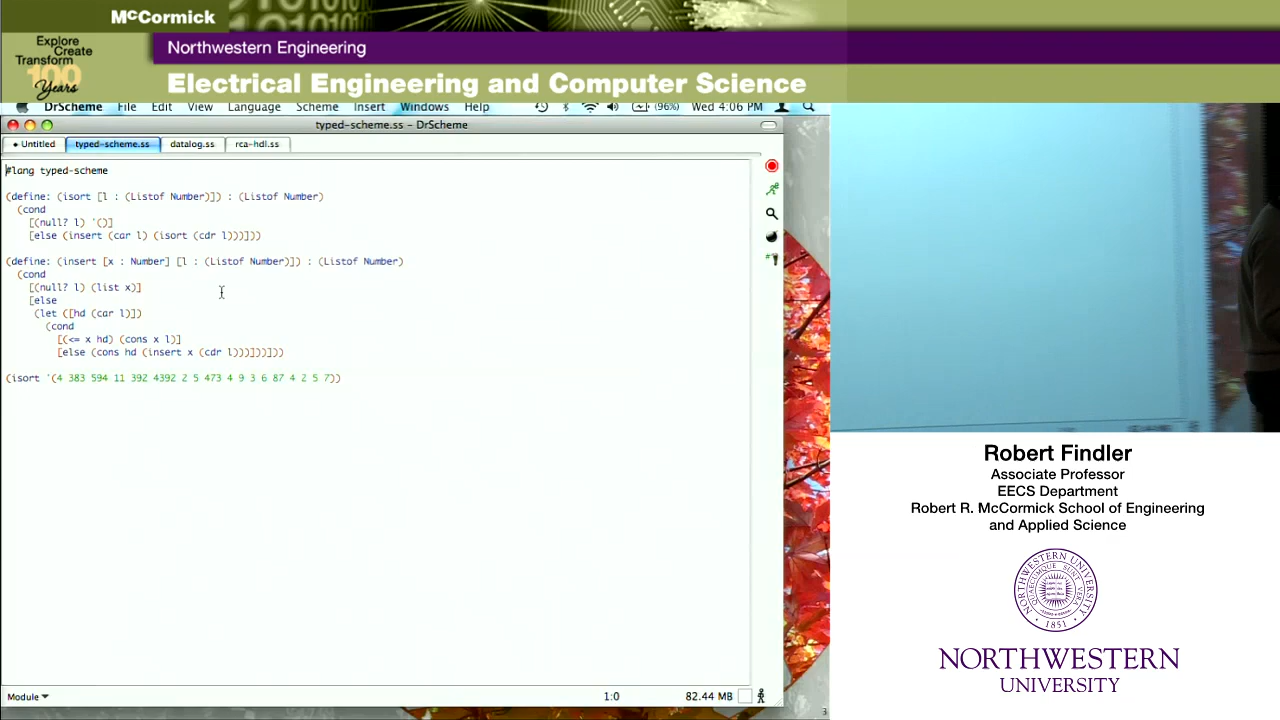 McCormick
Explore
Create
Transform
100
Years
Northwestern Engineering
Electrical Engineering and Computer Science
DrScheme File Edit View Language Scheme Insert Windows Help (96%) Wed 4:06 PM
typed-scheme.ss - DrScheme
• Untitled typed-scheme.ss datalog.ss rca-hdl.ss
#lang typed-scheme
(define: (isort [l : (Listof Number)]) : (Listof Number)
(cond
[(null? l) '()]
[else (insert (car l) (isort (cdr l)))]))
(define: (insert [x : Number] [l : (Listof Number)]) : (Listof Number)
(cond
[(null? l) (list x)]
[else
(let ([hd (car l)])
(cond
[(<= x hd) (cons x l)]
[else (cons hd (insert x (cdr l)))]))]))
(isort '(4 383 594 11 392 4392 2 5 473 4 9 3 6 87 4 2 5 7))
Module 1:0 82.44 MB
3
Robert Findler
Associate Professor
EECS Department
Robert R. McCormick School of Engineering
and Applied Science
1851
NORTHWESTERN
UNIVERSITY